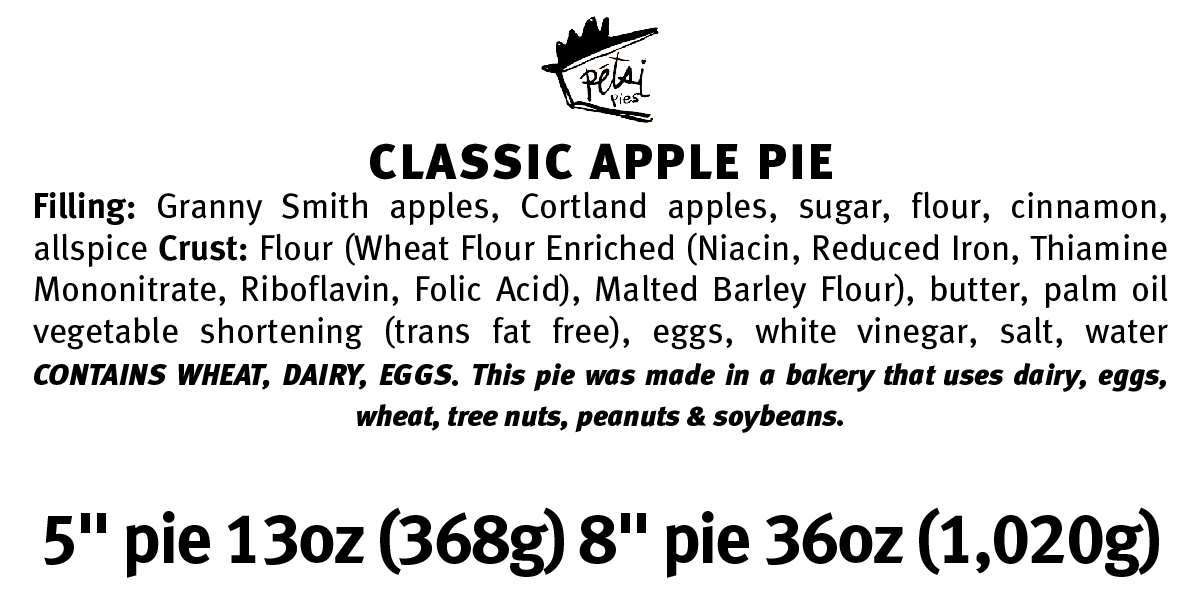 pétsi
Pies
CLASSIC APPLE PIE
Filling: Granny Smith apples, Cortland apples, sugar, flour, cinnamon,
allspice Crust: Flour (Wheat Flour Enriched (Niacin, Reduced Iron, Thiamine
Mononitrate, Riboflavin, Folic Acid), Malted Barley Flour), butter, palm oil
vegetable shortening (trans fat free), eggs, white vinegar, salt, water
CONTAINS WHEAT, DAIRY, EGGS. This pie was made in a bakery that uses dairy, eggs,
wheat, tree nuts, peanuts & soybeans.
5" pie 13oz (368g) 8" pie 36oz (1,020g)